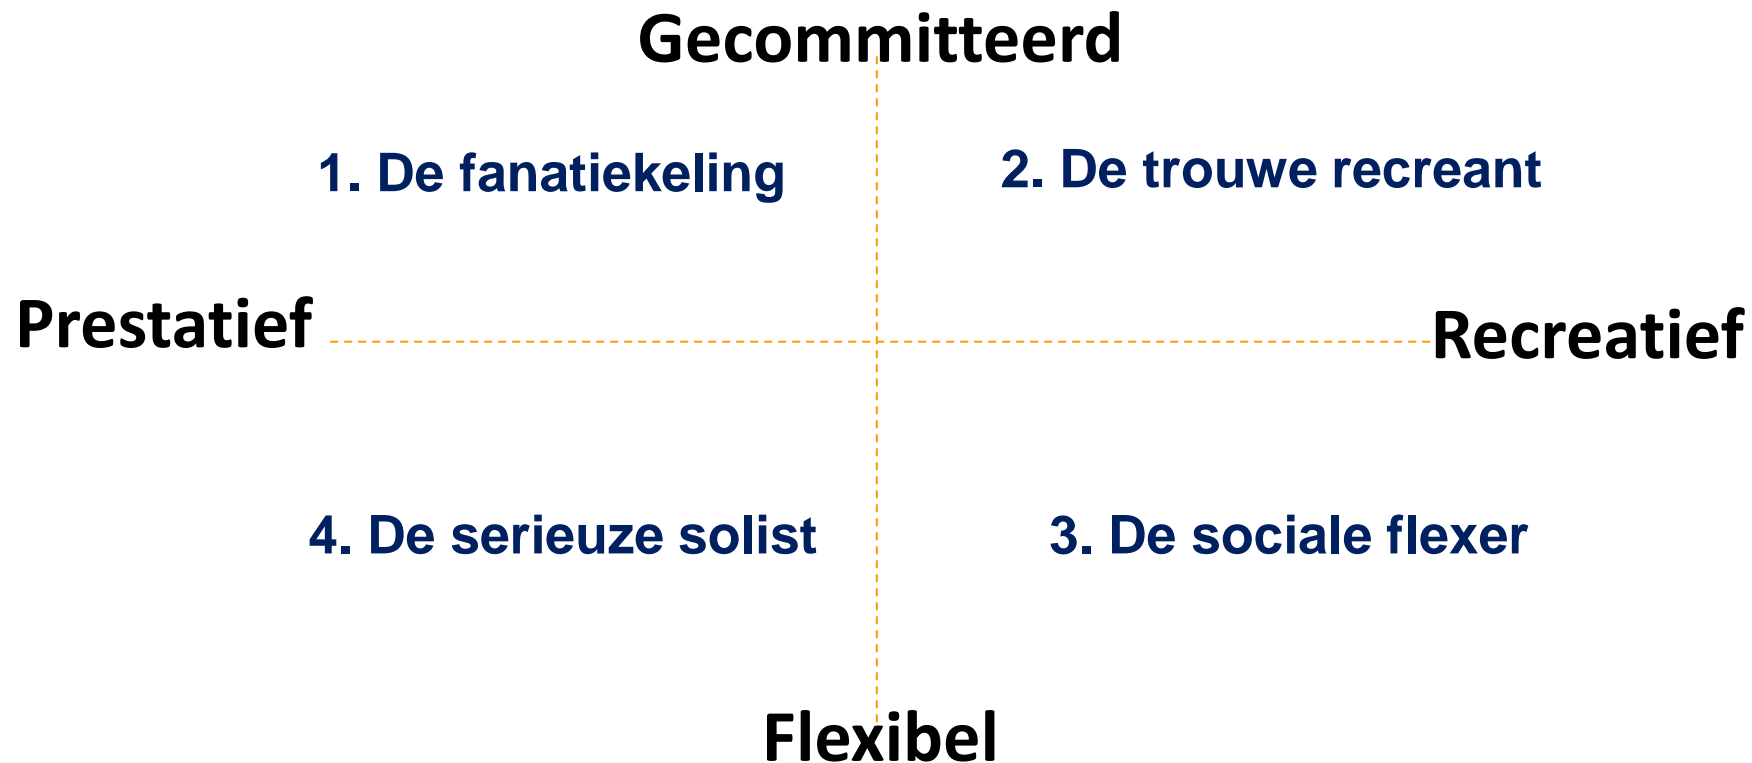 Gecommitteerd
1. De fanatiekeling
2. De trouwe recreant
Prestatief
Recreatief
4. De serieuze solist
3. De sociale flexer
Flexibel